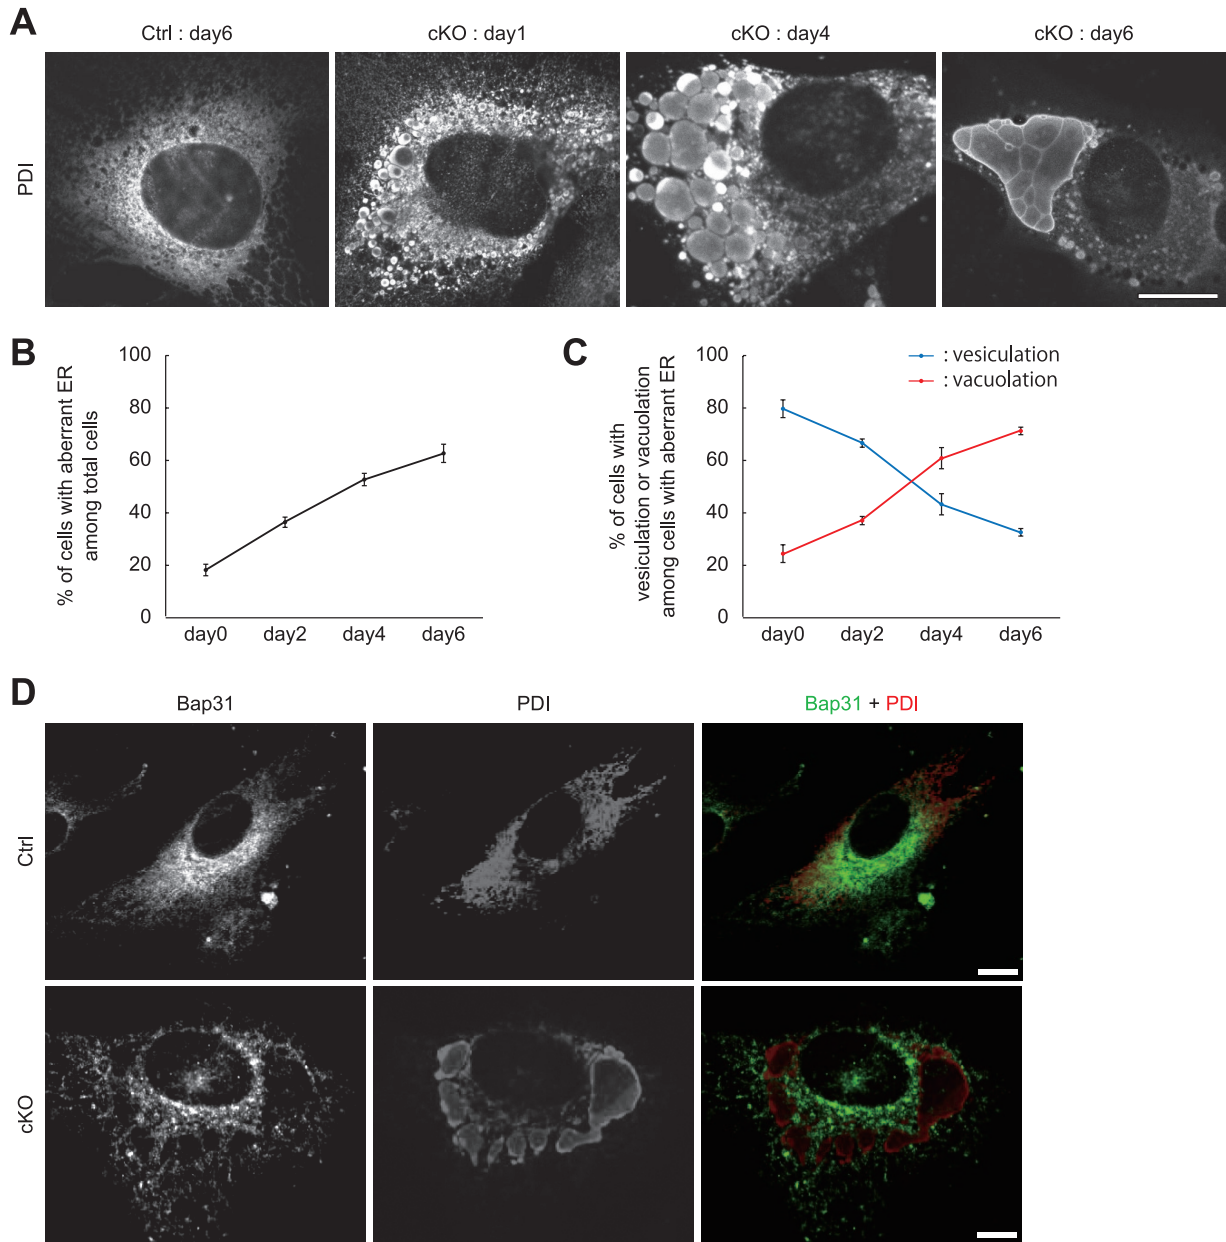 A
Ctrl : day6
cKO : day1
cKO : day4
cKO : day6
PDI
B
% of cells with aberrant ER
among total cells
100
80
60
40
20
0
day0
day2
day4
day6
C
% of cells with
vesiculation or vacuolation
among cells with aberrant ER
100
80
60
40
20
0
day0
day2
day4
day6
: vesiculation
: vacuolation
D
Bap31
PDI
Bap31 + PDI
Ctrl
cKO